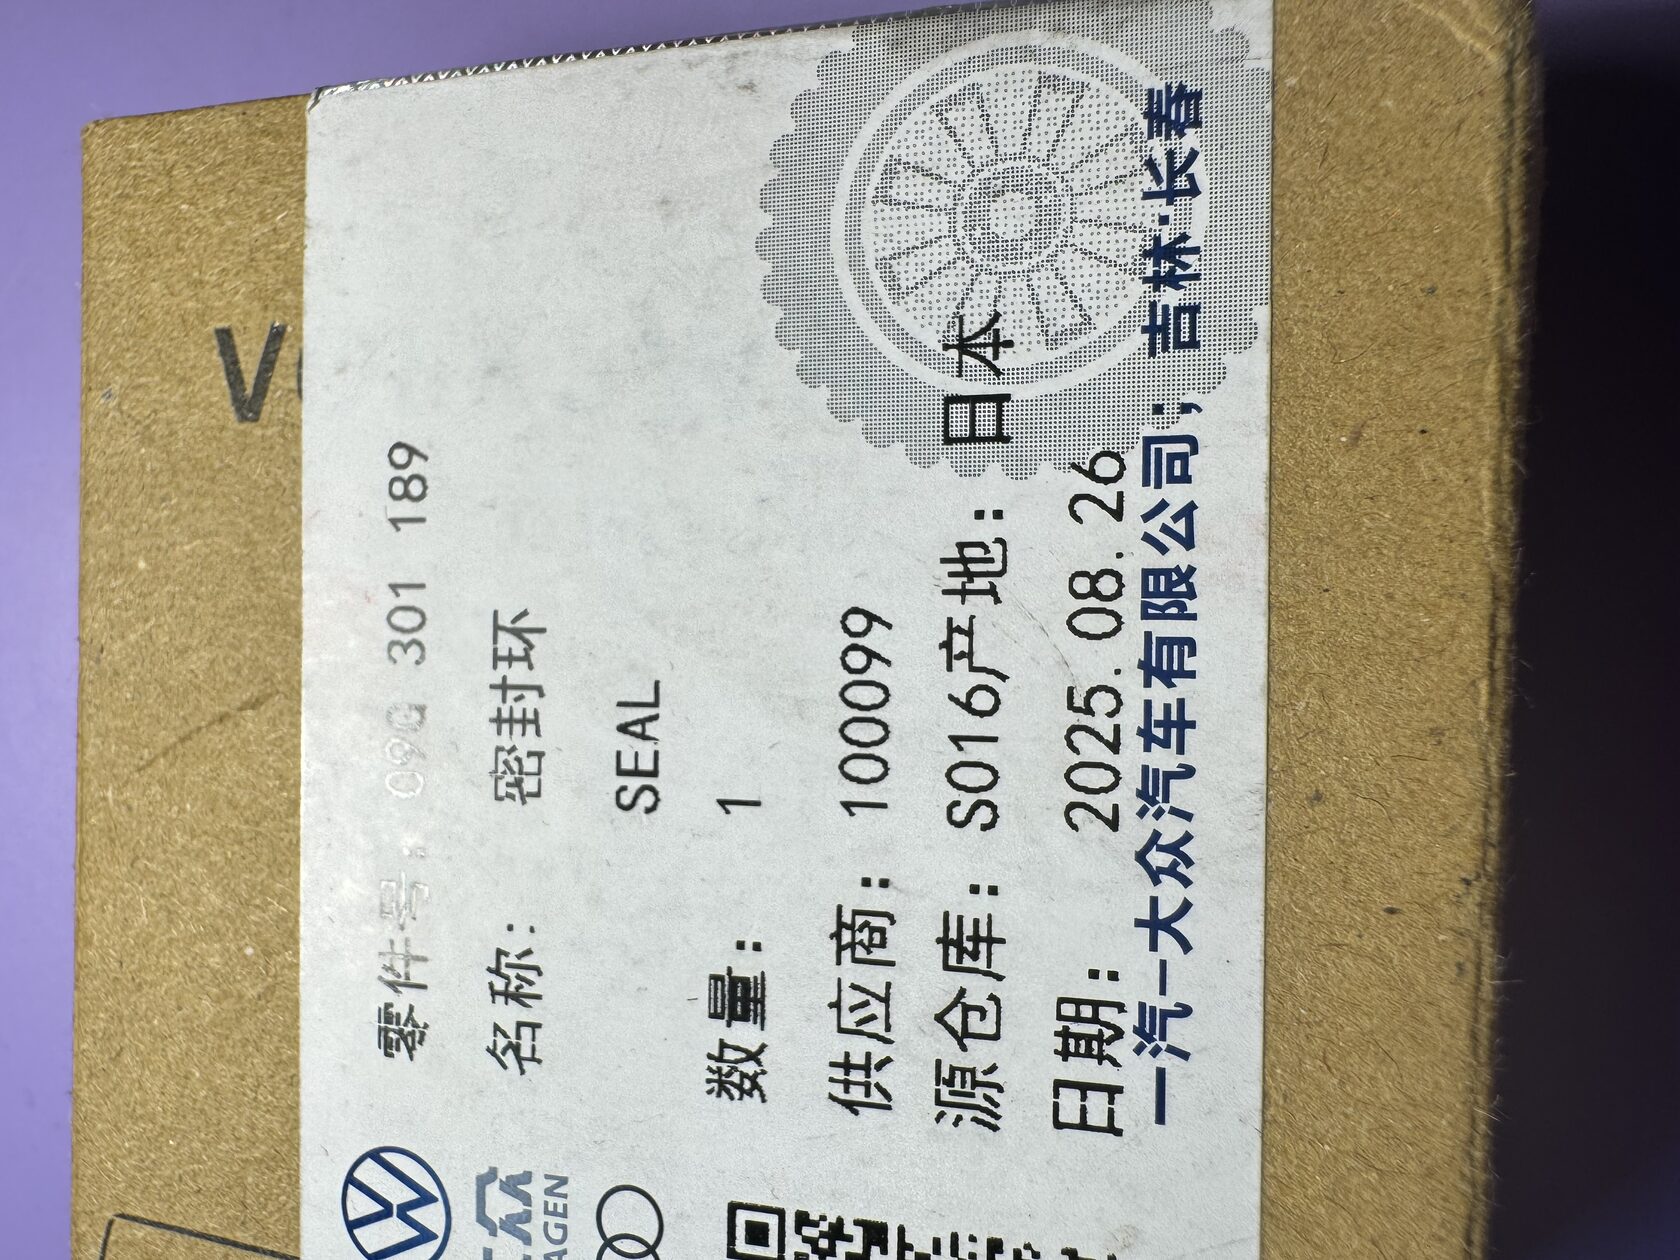 零件号: 09G 301 189
名称: 密封环
SEAL
数量: 1
供应商: 100099
源仓库: S016产地: 日本
日期: 2025.08.26
一汽-大众汽车有限公司; 吉林·长春
V
AGEN